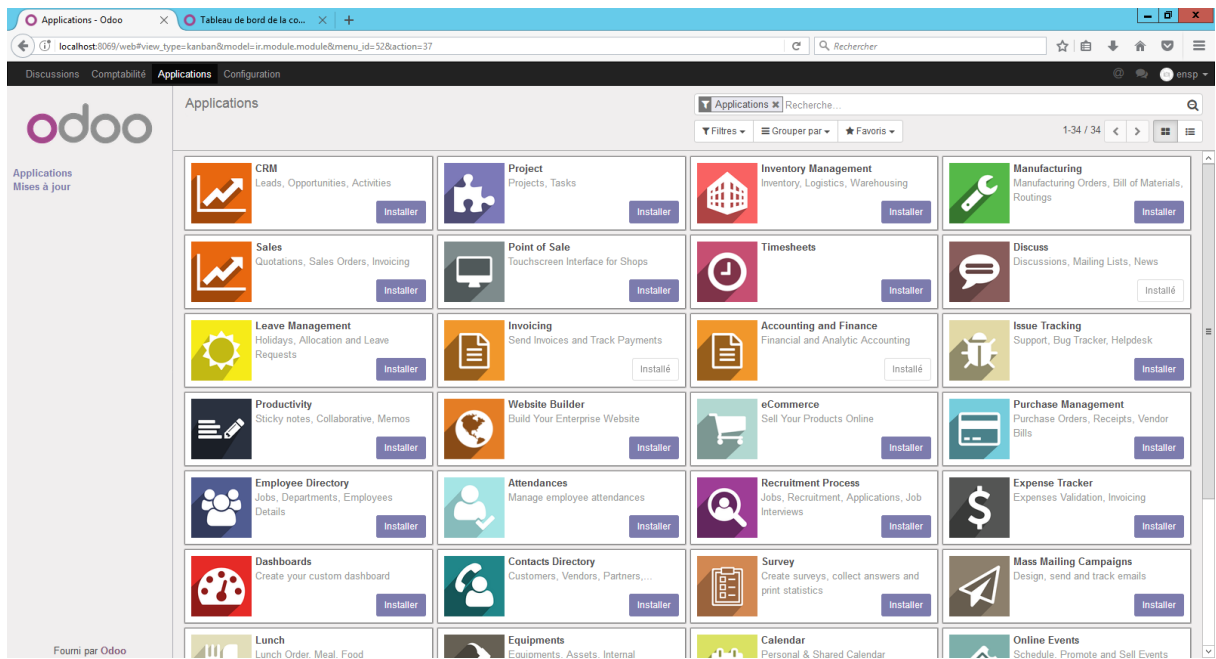 Applications - Odoo
Tableau de bord de la co...
localhost:8069/web#view_type=kanban&model=ir.module.module&menu_id=52&action=37
Rechercher
Discussions Comptabilité Applications Configuration
@ ensp
odoo
Applications
Applications Recherche...
Filtres Grouper par Favoris
1-34 / 34
Applications
Mises à jour
CRM
Leads, Opportunities, Activities
Installer
Project
Projects, Tasks
Installer
Inventory Management
Inventory, Logistics, Warehousing
Installer
Manufacturing
Manufacturing Orders, Bill of Materials,
Routings
Installer
Sales
Quotations, Sales Orders, Invoicing
Installer
Point of Sale
Touchscreen Interface for Shops
Installer
Timesheets
Installer
Discuss
Discussions, Mailing Lists, News
Installé
Leave Management
Holidays, Allocation and Leave
Requests
Installer
Invoicing
Send Invoices and Track Payments
Installé
Accounting and Finance
Financial and Analytic Accounting
Installé
Issue Tracking
Support, Bug Tracker, Helpdesk
Installer
Productivity
Sticky notes, Collaborative, Memos
Installer
Website Builder
Build Your Enterprise Website
Installer
eCommerce
Sell Your Products Online
Installer
Purchase Management
Purchase Orders, Receipts, Vendor
Bills
Installer
Employee Directory
Jobs, Departments, Employees
Details
Installer
Attendances
Manage employee attendances
Installer
Recruitment Process
Jobs, Recruitment, Applications, Job
Interviews
Installer
Expense Tracker
Expenses Validation, Invoicing
Installer
Dashboards
Create your custom dashboard
Installer
Contacts Directory
Customers, Vendors, Partners,...
Installer
Survey
Create surveys, collect answers and
print statistics
Installer
Mass Mailing Campaigns
Design, send and track emails
Installer
Lunch
Lunch Order, Meal, Food
Equipments
Equipments, Assets, Internal
Calendar
Personal & Shared Calendar
Online Events
Schedule, Promote and Sell Events
Fourni par Odoo